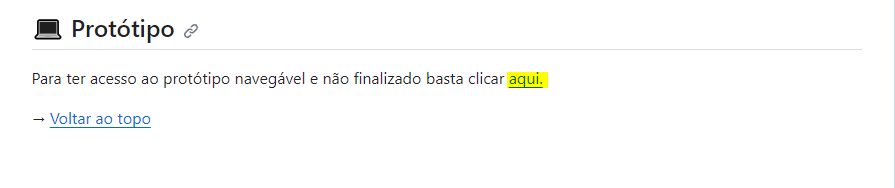 💻 Protótipo
Para ter acesso ao protótipo navegável e não finalizado basta clicar aqui.
→ Voltar ao topo